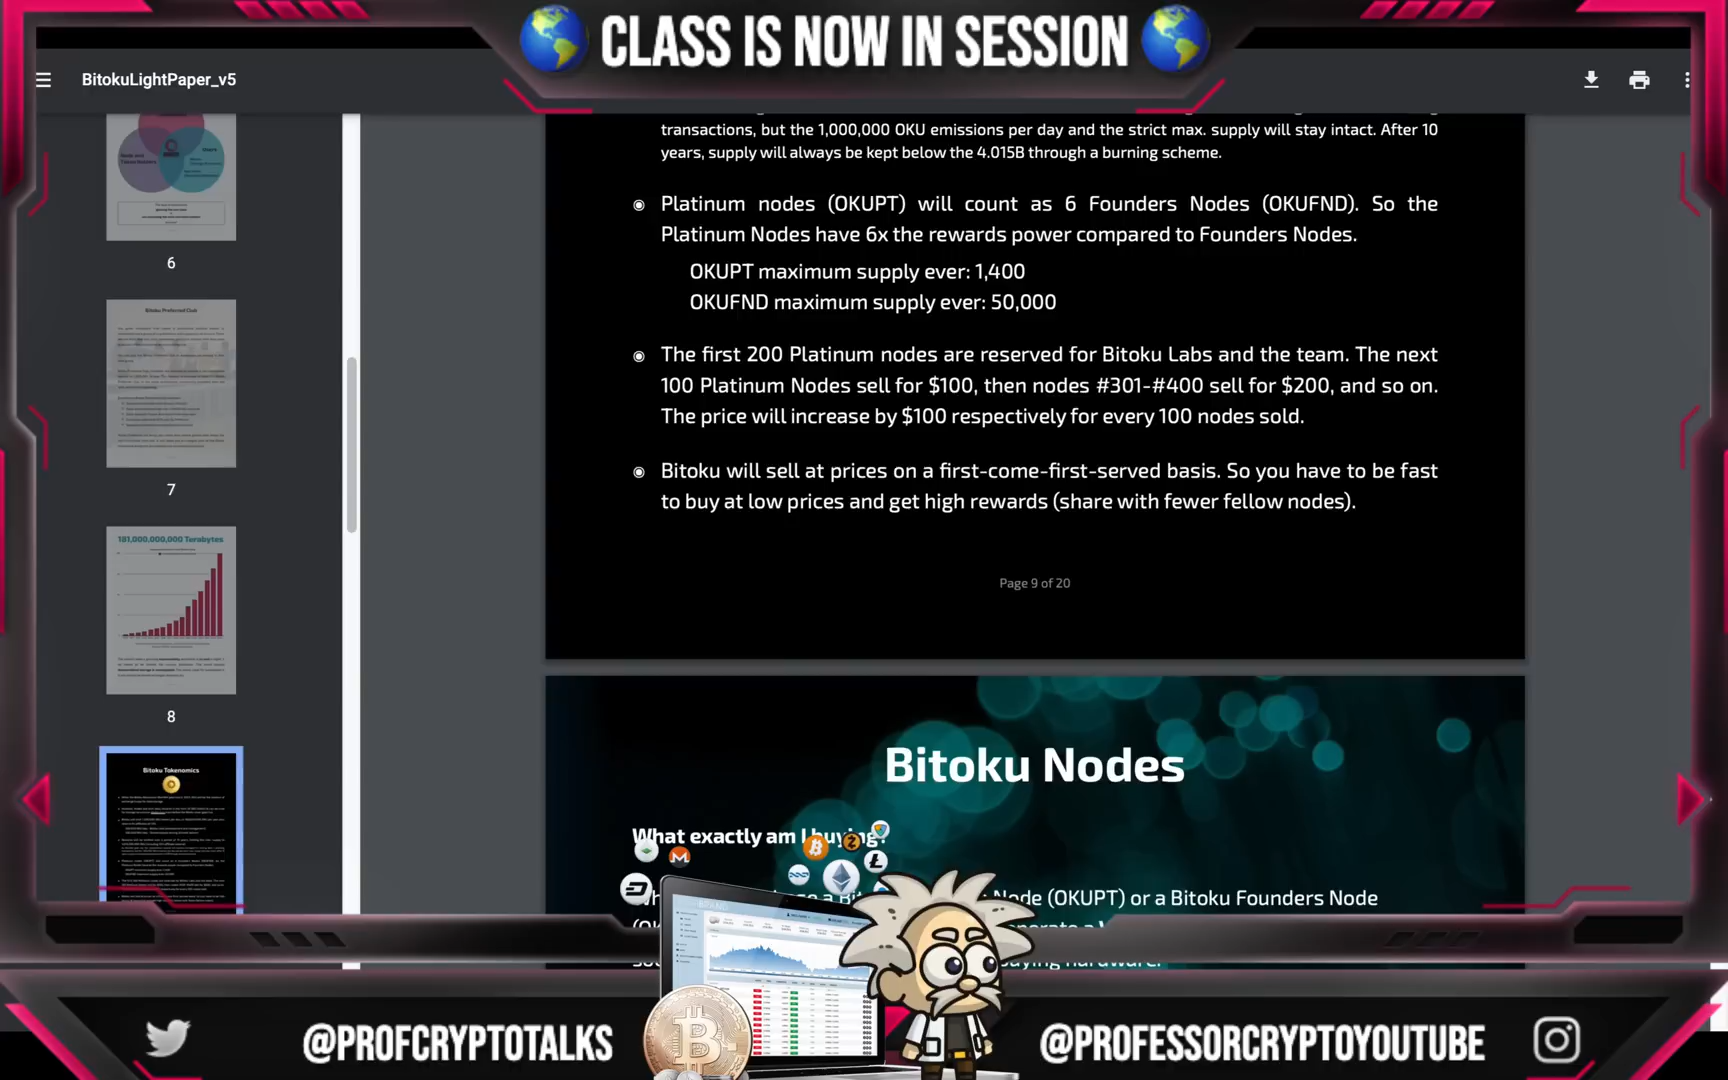 CLASS IS NOW IN SESSION
BitokuLightPaper_v5
6
Bitoku Preferred Club
7
181,000,000,000 Terabytes
8
Bitoku Tokenomics
transactions, but the 1,000,000 OKU emissions per day and the strict max. supply will stay intact. After 10
years, supply will always be kept below the 4.015B through a burning scheme.
Platinum nodes (OKUPT) will count as 6 Founders Nodes (OKUFND). So the
Platinum Nodes have 6x the rewards power compared to Founders Nodes.
OKUPT maximum supply ever: 1,400
OKUFND maximum supply ever: 50,000
The first 200 Platinum nodes are reserved for Bitoku Labs and the team. The next
100 Platinum Nodes sell for $100, then nodes #301-#400 sell for $200, and so on.
The price will increase by $100 respectively for every 100 nodes sold.
Bitoku will sell at prices on a first-come-first-served basis. So you have to be fast
to buy at low prices and get high rewards (share with fewer fellow nodes).
Page 9 of 20
Bitoku Nodes
What exactly am I buying?
Node (OKUPT) or a Bitoku Founders Node
hardware.
@PROFCRYPTOTALKS
@PROFESSORCRYPTOYOUTUBE